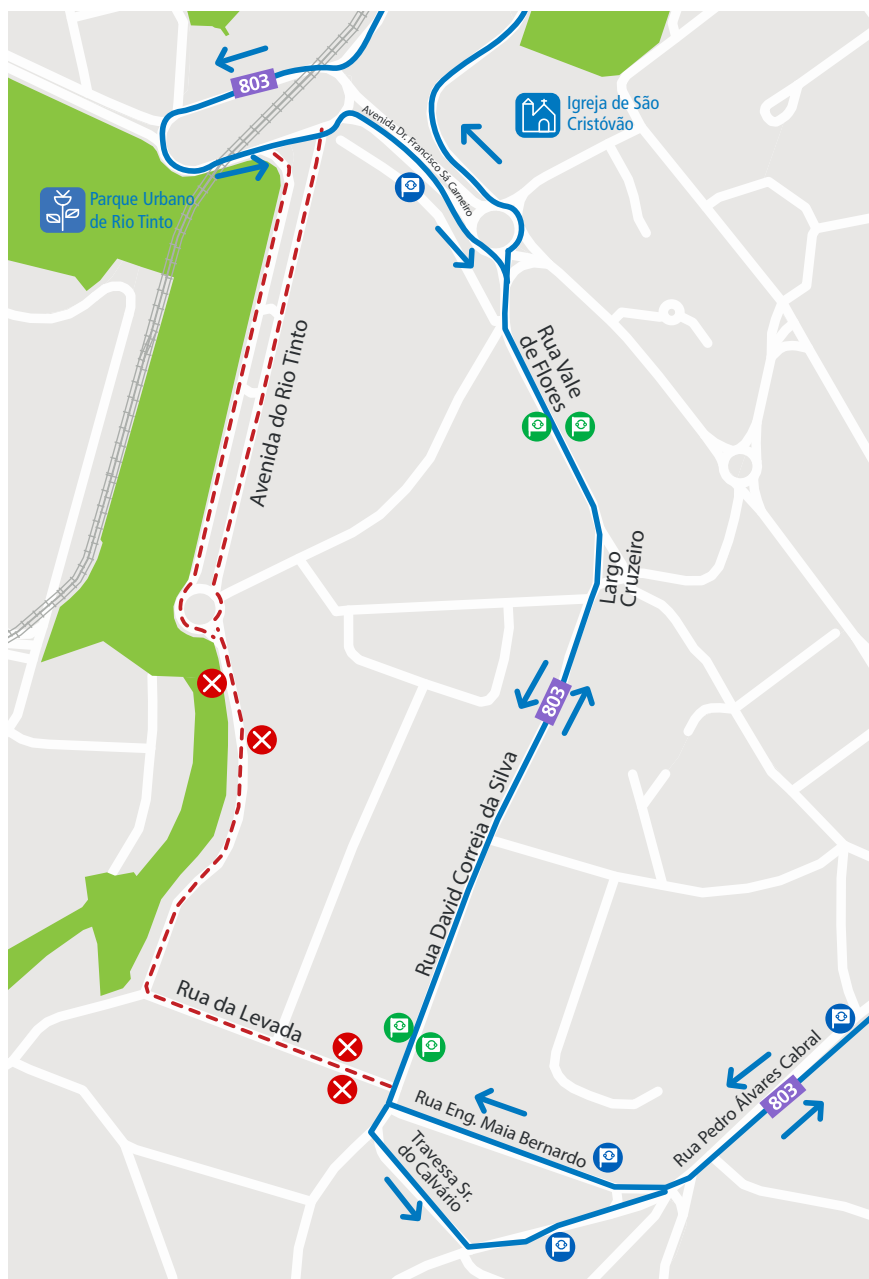 803
Avenida Dr. Francisco Sá Carneiro
Igreja de São
Cristóvão
Parque Urbano
de Rio Tinto
Avenida do Rio Tinto
Rua Vale
de Flores
Largo
Cruzeiro
803
Rua David Correia da Silva
Rua da Levada
Rua Eng. Maia Bernardo
Rua Pedro Álvares Cabral
803
Travessa Sr.
do Calvário